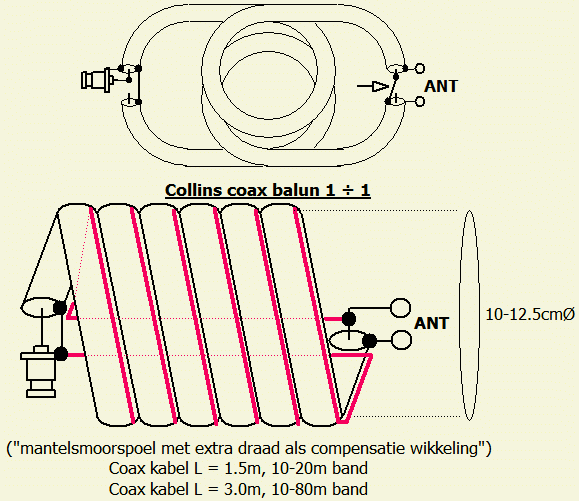 ANT
Collins coax balun 1 ÷ 1
ANT
10-12.5cmØ
("mantelsmoorspoel met extra draad als compensatie wikkeling")
Coax kabel L = 1.5m, 10-20m band
Coax kabel L = 3.0m, 10-80m band